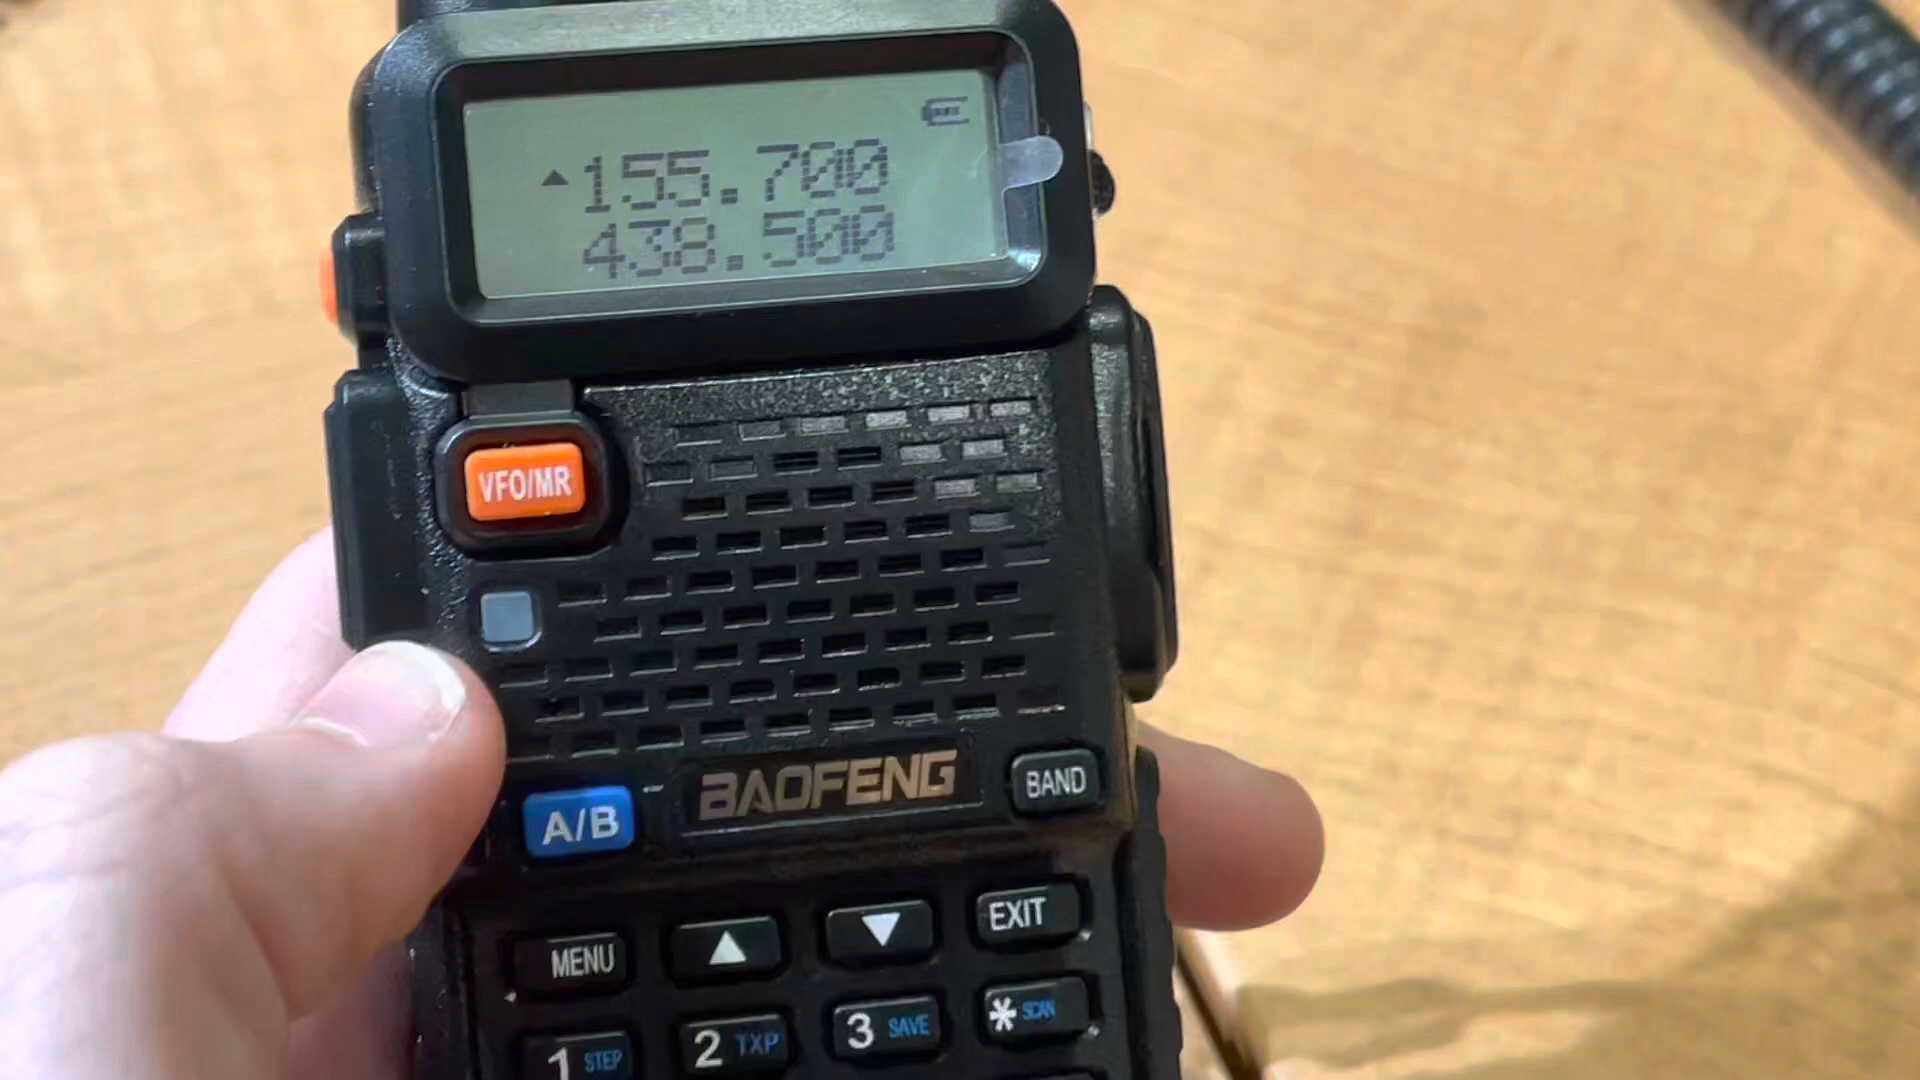 ▲155.700
438.500
VFO/MR
BAOFENG
A/B
BAND
MENU ▲ ▼ EXIT
1 STEP 2 TXP 3 SAVE * SCAN